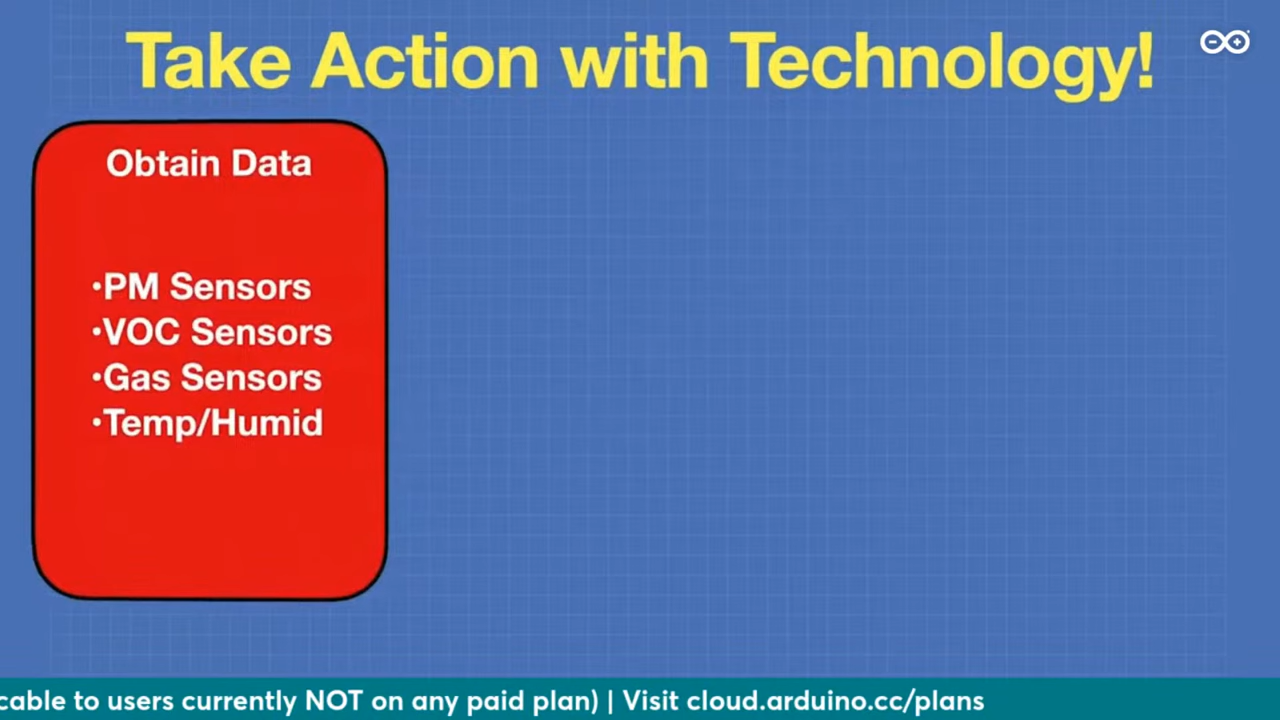 Take Action with Technology!
Obtain Data
•PM Sensors
•VOC Sensors
•Gas Sensors
•Temp/Humid
cable to users currently NOT on any paid plan) | Visit cloud.arduino.cc/plans